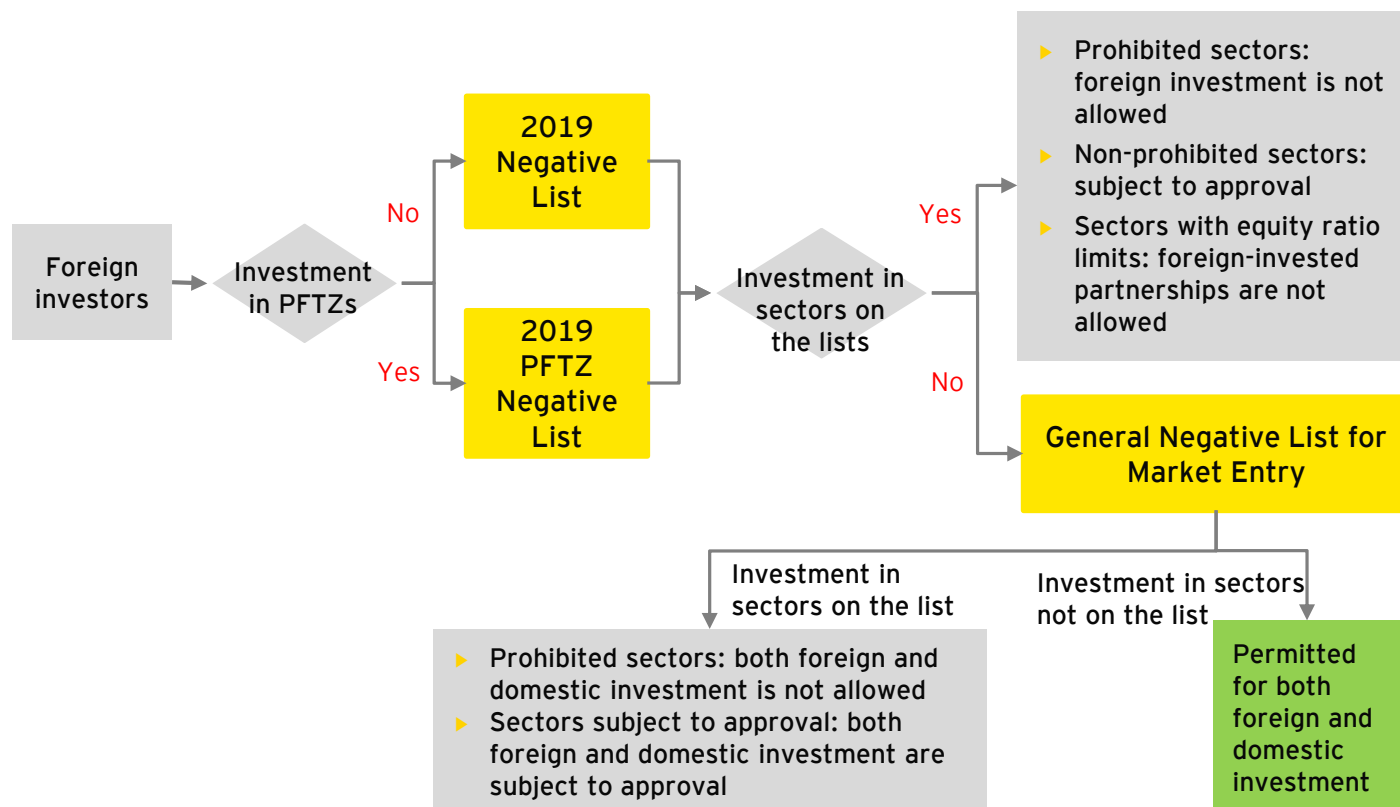 Foreign
investors
Investment
in PFTZs
No
Yes
2019
Negative
List
2019
PFTZ
Negative
List
Investment in
sectors on
the lists
Yes
No
Prohibited sectors:
foreign investment is not
allowed
Non-prohibited sectors:
subject to approval
Sectors with equity ratio
limits: foreign-invested
partnerships are not
allowed
General Negative List for
Market Entry
Investment in
sectors on the list
Investment in sectors
not on the list
Prohibited sectors: both foreign and
domestic investment is not allowed
Sectors subject to approval: both
foreign and domestic investment are
subject to approval
Permitted
for both
foreign and
domestic
investment